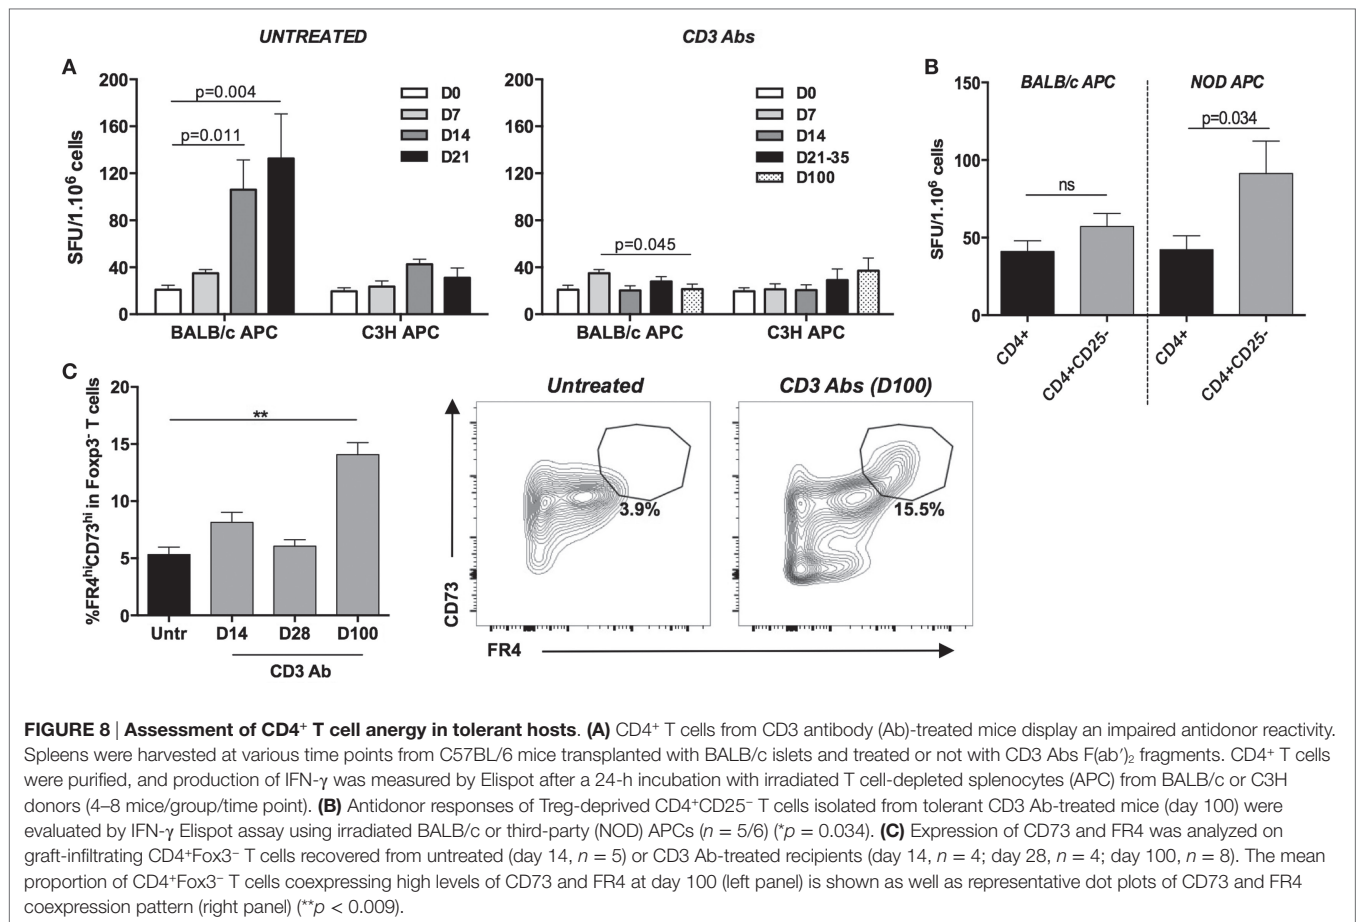 UNTREATED
CD3 Abs
A
SFU/1.10⁶ cells
200
160
120
80
40
0
p=0.004
p=0.011
D0
D7
D14
D21
BALB/c APC
C3H APC
200
160
120
80
40
0
p=0.045
D0
D7
D14
D21-35
D100
BALB/c APC
C3H APC
B
SFU/1.10⁶ cells
150
100
50
0
BALB/c APC
NOD APC
ns
p=0.034
CD4+
CD4+CD25-
CD4+
CD4+CD25-
C
%FR4ʰⁱCD73ʰⁱ in Foxp3⁻ T cells
20
15
10
5
0
**
Untr
D14
D28
D100
CD3 Ab
Untreated
CD3 Abs (D100)
3.9%
15.5%
CD73
FR4
FIGURE 8 | Assessment of CD4⁺ T cell anergy in tolerant hosts. (A) CD4⁺ T cells from CD3 antibody (Ab)-treated mice display an impaired antidonor reactivity.
Spleens were harvested at various time points from C57BL/6 mice transplanted with BALB/c islets and treated or not with CD3 Abs F(ab′)₂ fragments. CD4⁺ T cells
were purified, and production of IFN-γ was measured by Elispot after a 24-h incubation with irradiated T cell-depleted splenocytes (APC) from BALB/c or C3H
donors (4–8 mice/group/time point). (B) Antidonor responses of Treg-deprived CD4⁺CD25⁻ T cells isolated from tolerant CD3 Ab-treated mice (day 100) were
evaluated by IFN-γ Elispot assay using irradiated BALB/c or third-party (NOD) APCs (n = 5/6) (*p = 0.034). (C) Expression of CD73 and FR4 was analyzed on
graft-infiltrating CD4⁺Fox3⁻ T cells recovered from untreated (day 14, n = 5) or CD3 Ab-treated recipients (day 14, n = 4; day 28, n = 4; day 100, n = 8). The mean
proportion of CD4⁺Fox3⁻ T cells coexpressing high levels of CD73 and FR4 at day 100 (left panel) is shown as well as representative dot plots of CD73 and FR4
coexpression pattern (right panel) (**p < 0.009).